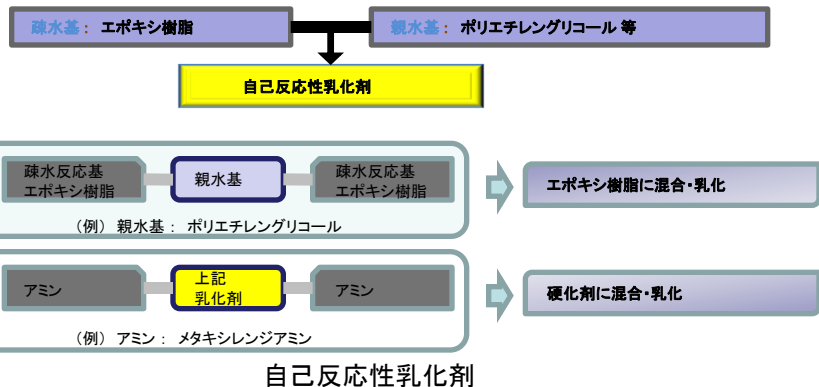 疎水基： エポキシ樹脂
親水基： ポリエチレングリコール 等
自己反応性乳化剤
疎水反応基
エポキシ樹脂
親水基
疎水反応基
エポキシ樹脂
エポキシ樹脂に混合・乳化
（例） 親水基： ポリエチレングリコール
アミン
上記
乳化剤
アミン
硬化剤に混合・乳化
（例） アミン： メタキシレンジアミン
自己反応性乳化剤